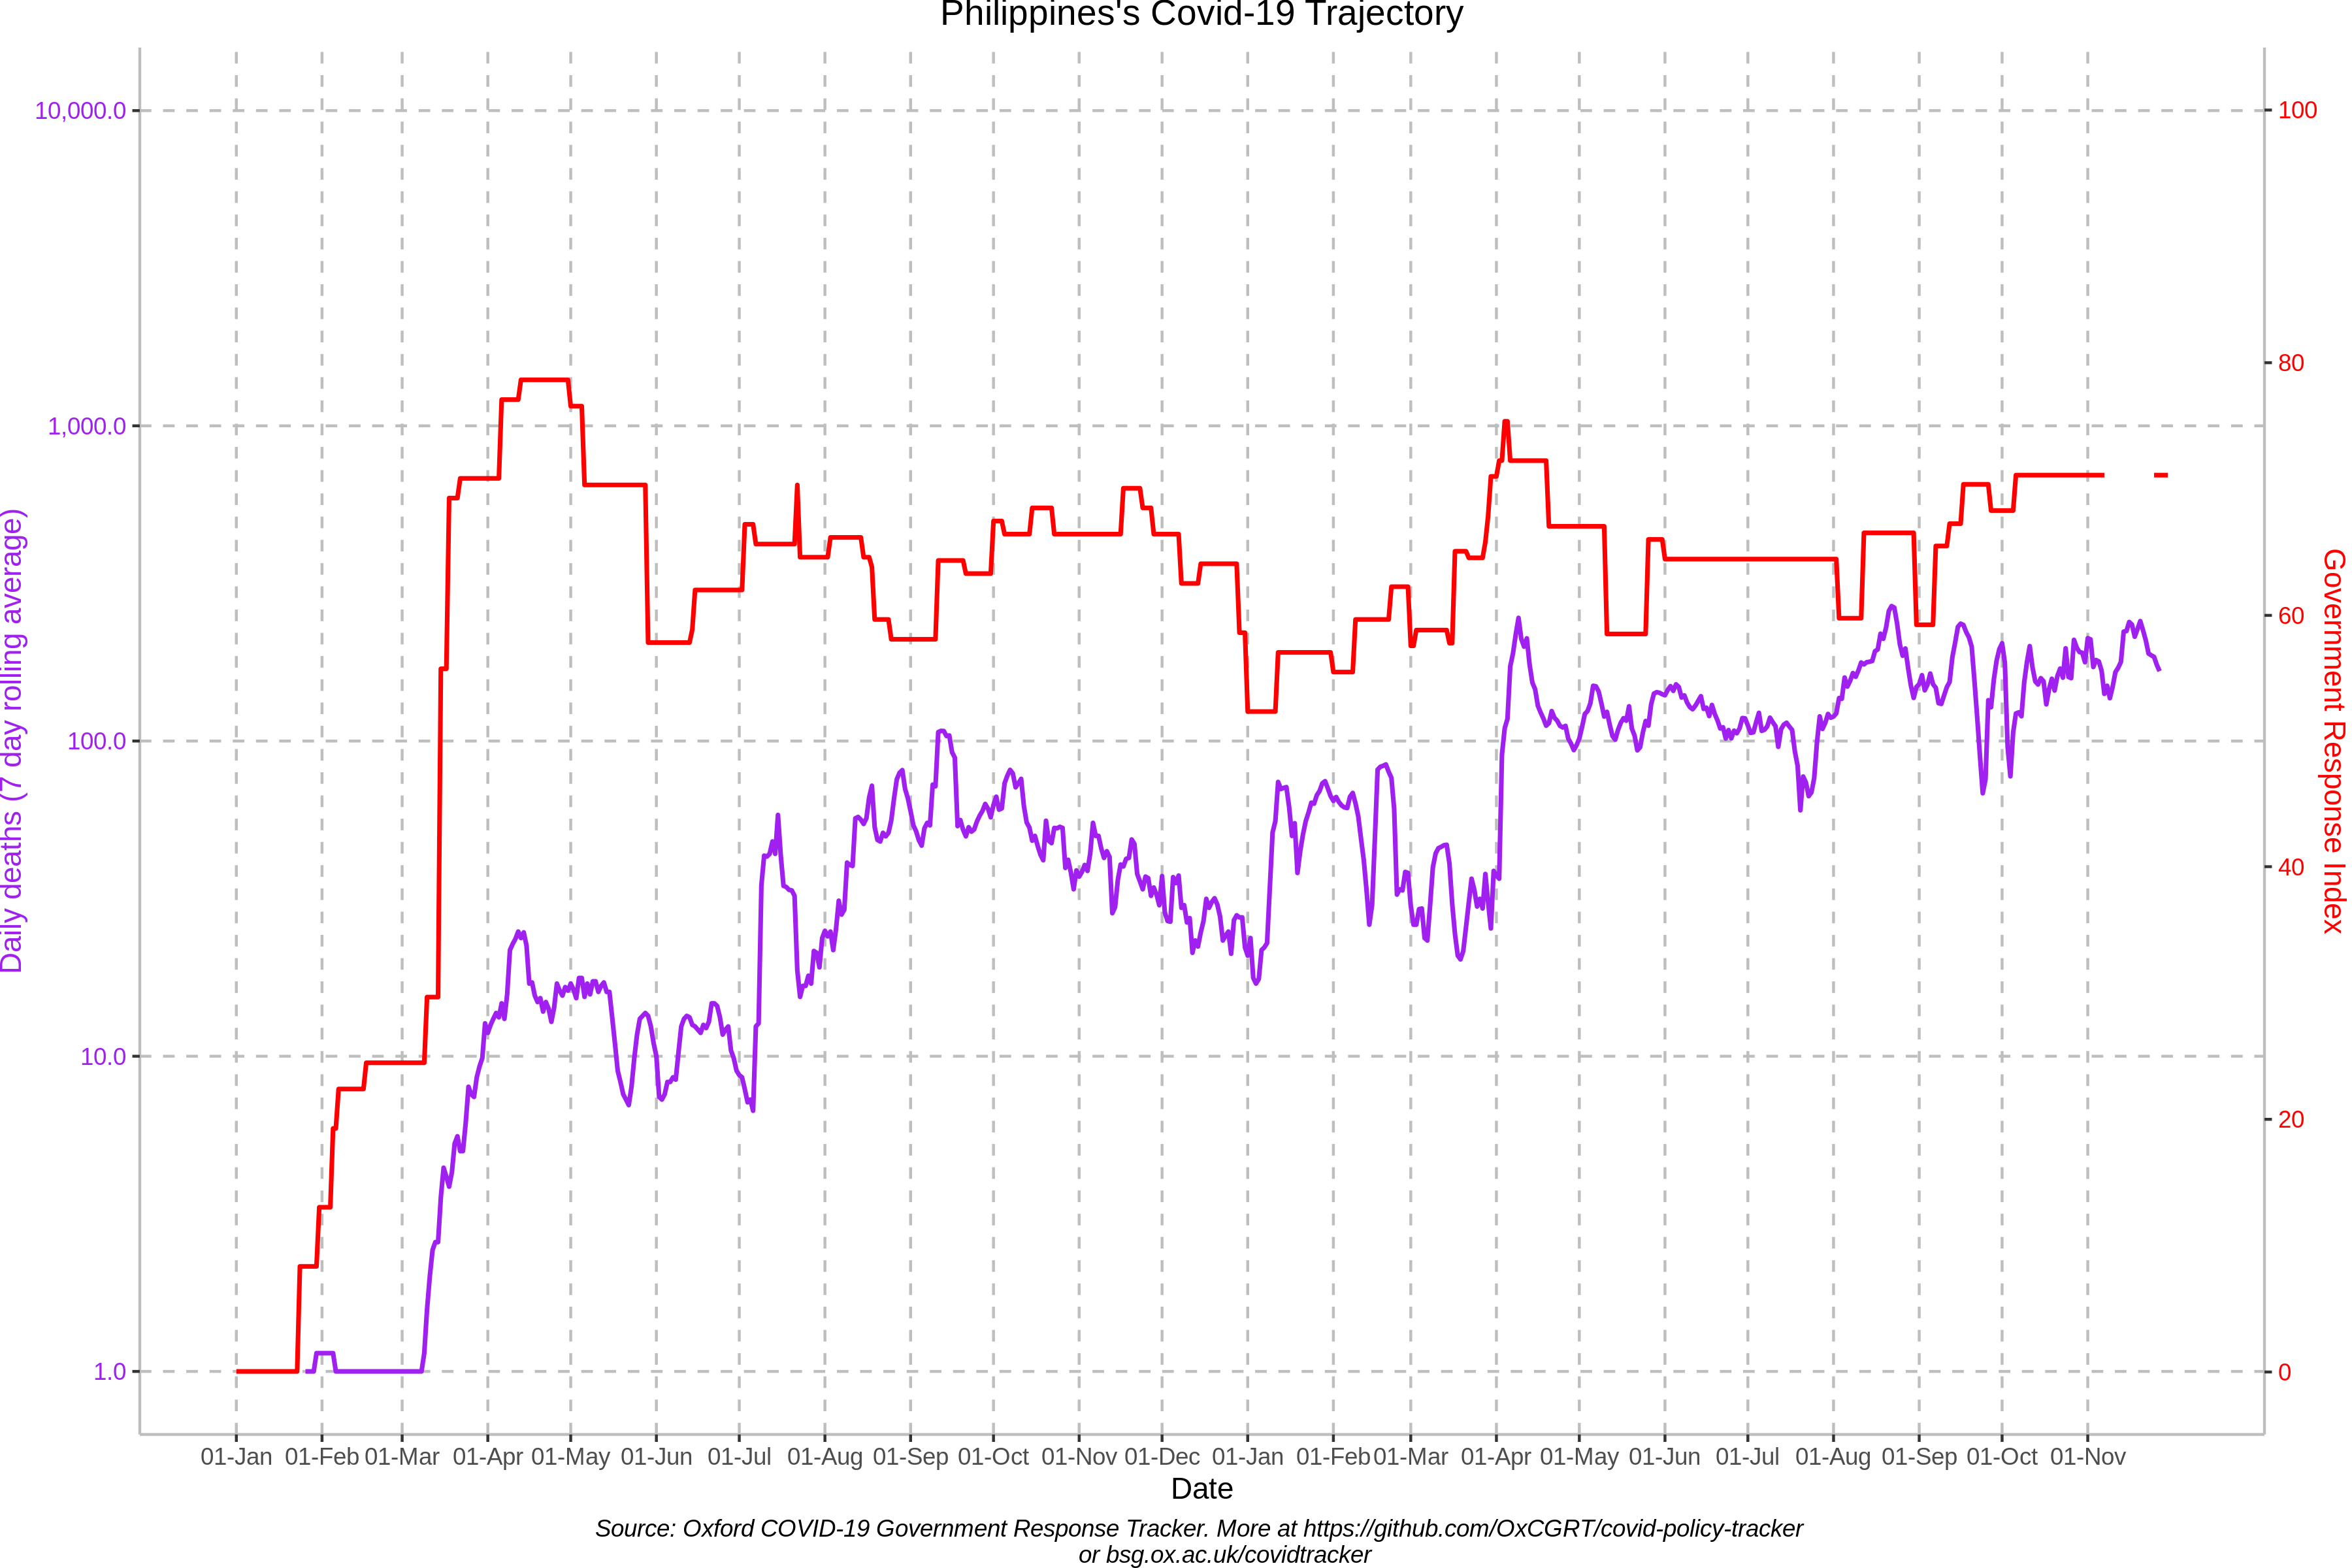 Philippines's Covid-19 Trajectory
10,000.0
1,000.0
100.0
10.0
1.0
Daily deaths (7 day rolling average)
100
80
60
40
20
0
Government Response Index
01-Jan 01-Feb 01-Mar 01-Apr 01-May 01-Jun 01-Jul 01-Aug 01-Sep 01-Oct 01-Nov 01-Dec 01-Jan 01-Feb 01-Mar 01-Apr 01-May 01-Jun 01-Jul 01-Aug 01-Sep 01-Oct 01-Nov
Date
Source: Oxford COVID-19 Government Response Tracker. More at https://github.com/OxCGRT/covid-policy-tracker
or bsg.ox.ac.uk/covidtracker